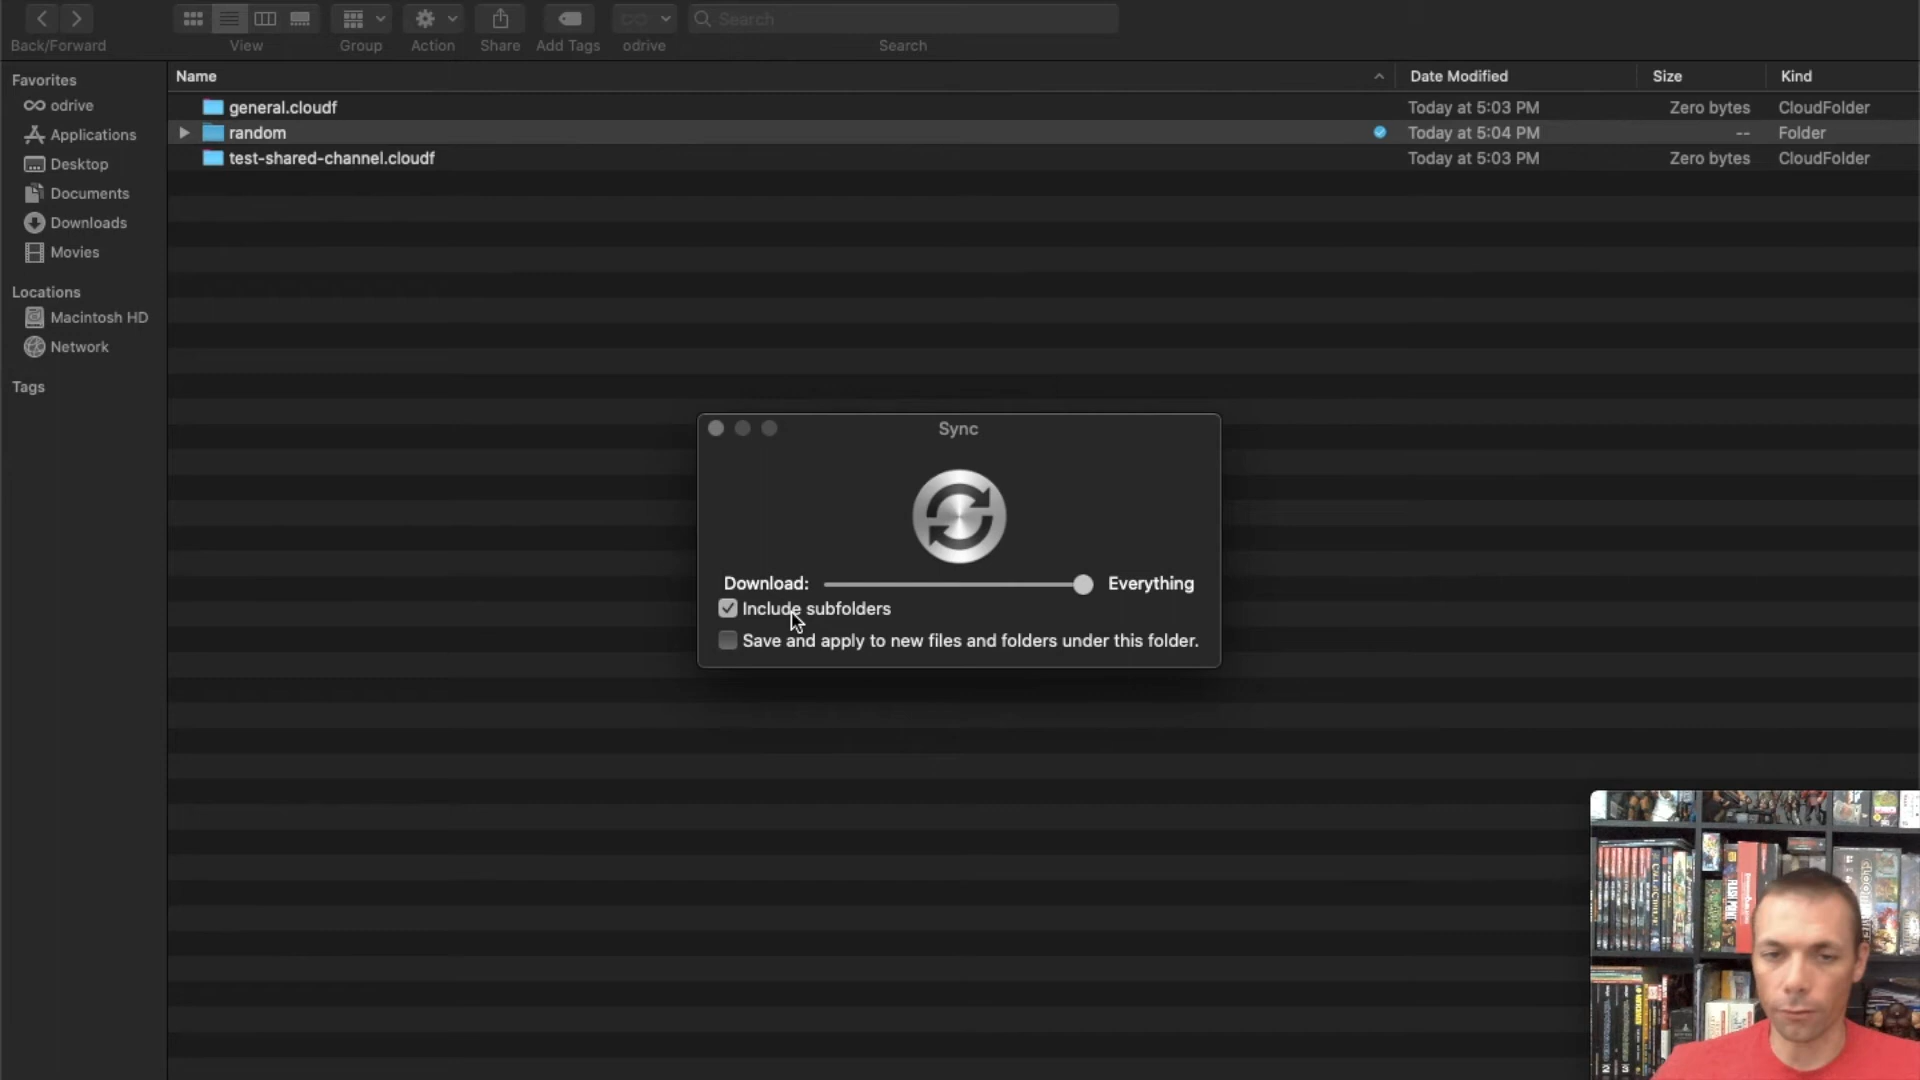 Search
Back/Forward
View
Group
Action
Share
Add Tags
odrive
Search
Favorites
odrive
Applications
Desktop
Documents
Downloads
Movies
Locations
Macintosh HD
Network
Tags
Name Date Modified Size Kind
general.cloudf Today at 5:03 PM Zero bytes CloudFolder
random Today at 5:04 PM -- Folder
test-shared-channel.cloudf Today at 5:03 PM Zero bytes CloudFolder
Sync
Download: Everything
Include subfolders
Save and apply to new files and folders under this folder.
FLASH POINT